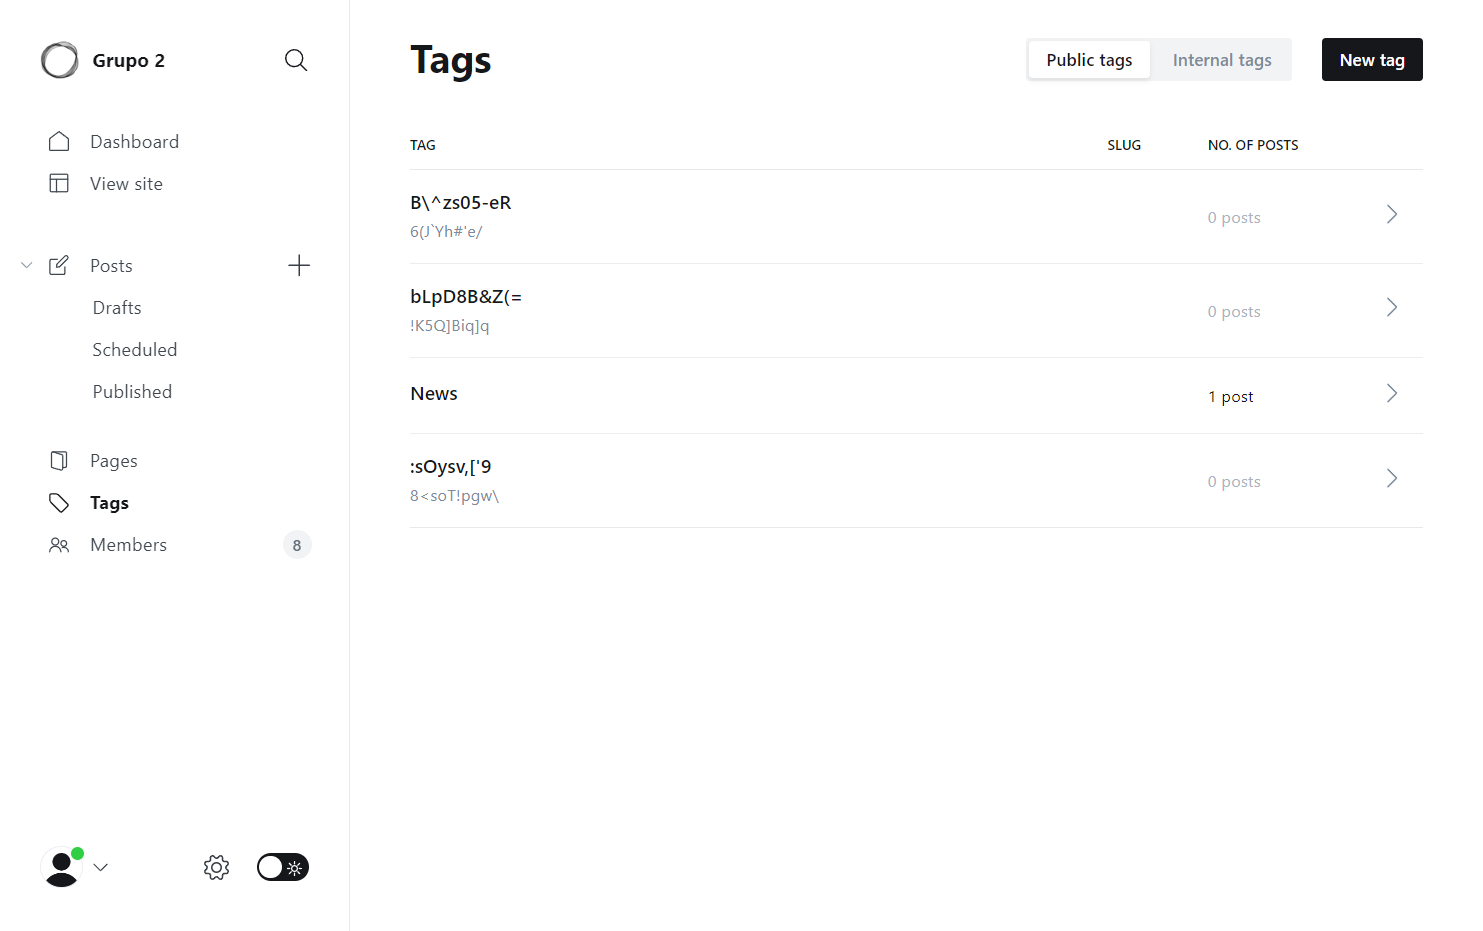 Grupo 2
Dashboard
View site
Posts
Drafts
Scheduled
Published
Pages
Tags
Members
8
Tags
Public tags
Internal tags
New tag
TAG
SLUG
NO. OF POSTS
B\^zs05-eR
6(J`Yh#'e/
0 posts
bLpD8B&Z(=
!K5Q]Biq]q
0 posts
News
1 post
:sOysv,['9
8<soT!pgw\
0 posts